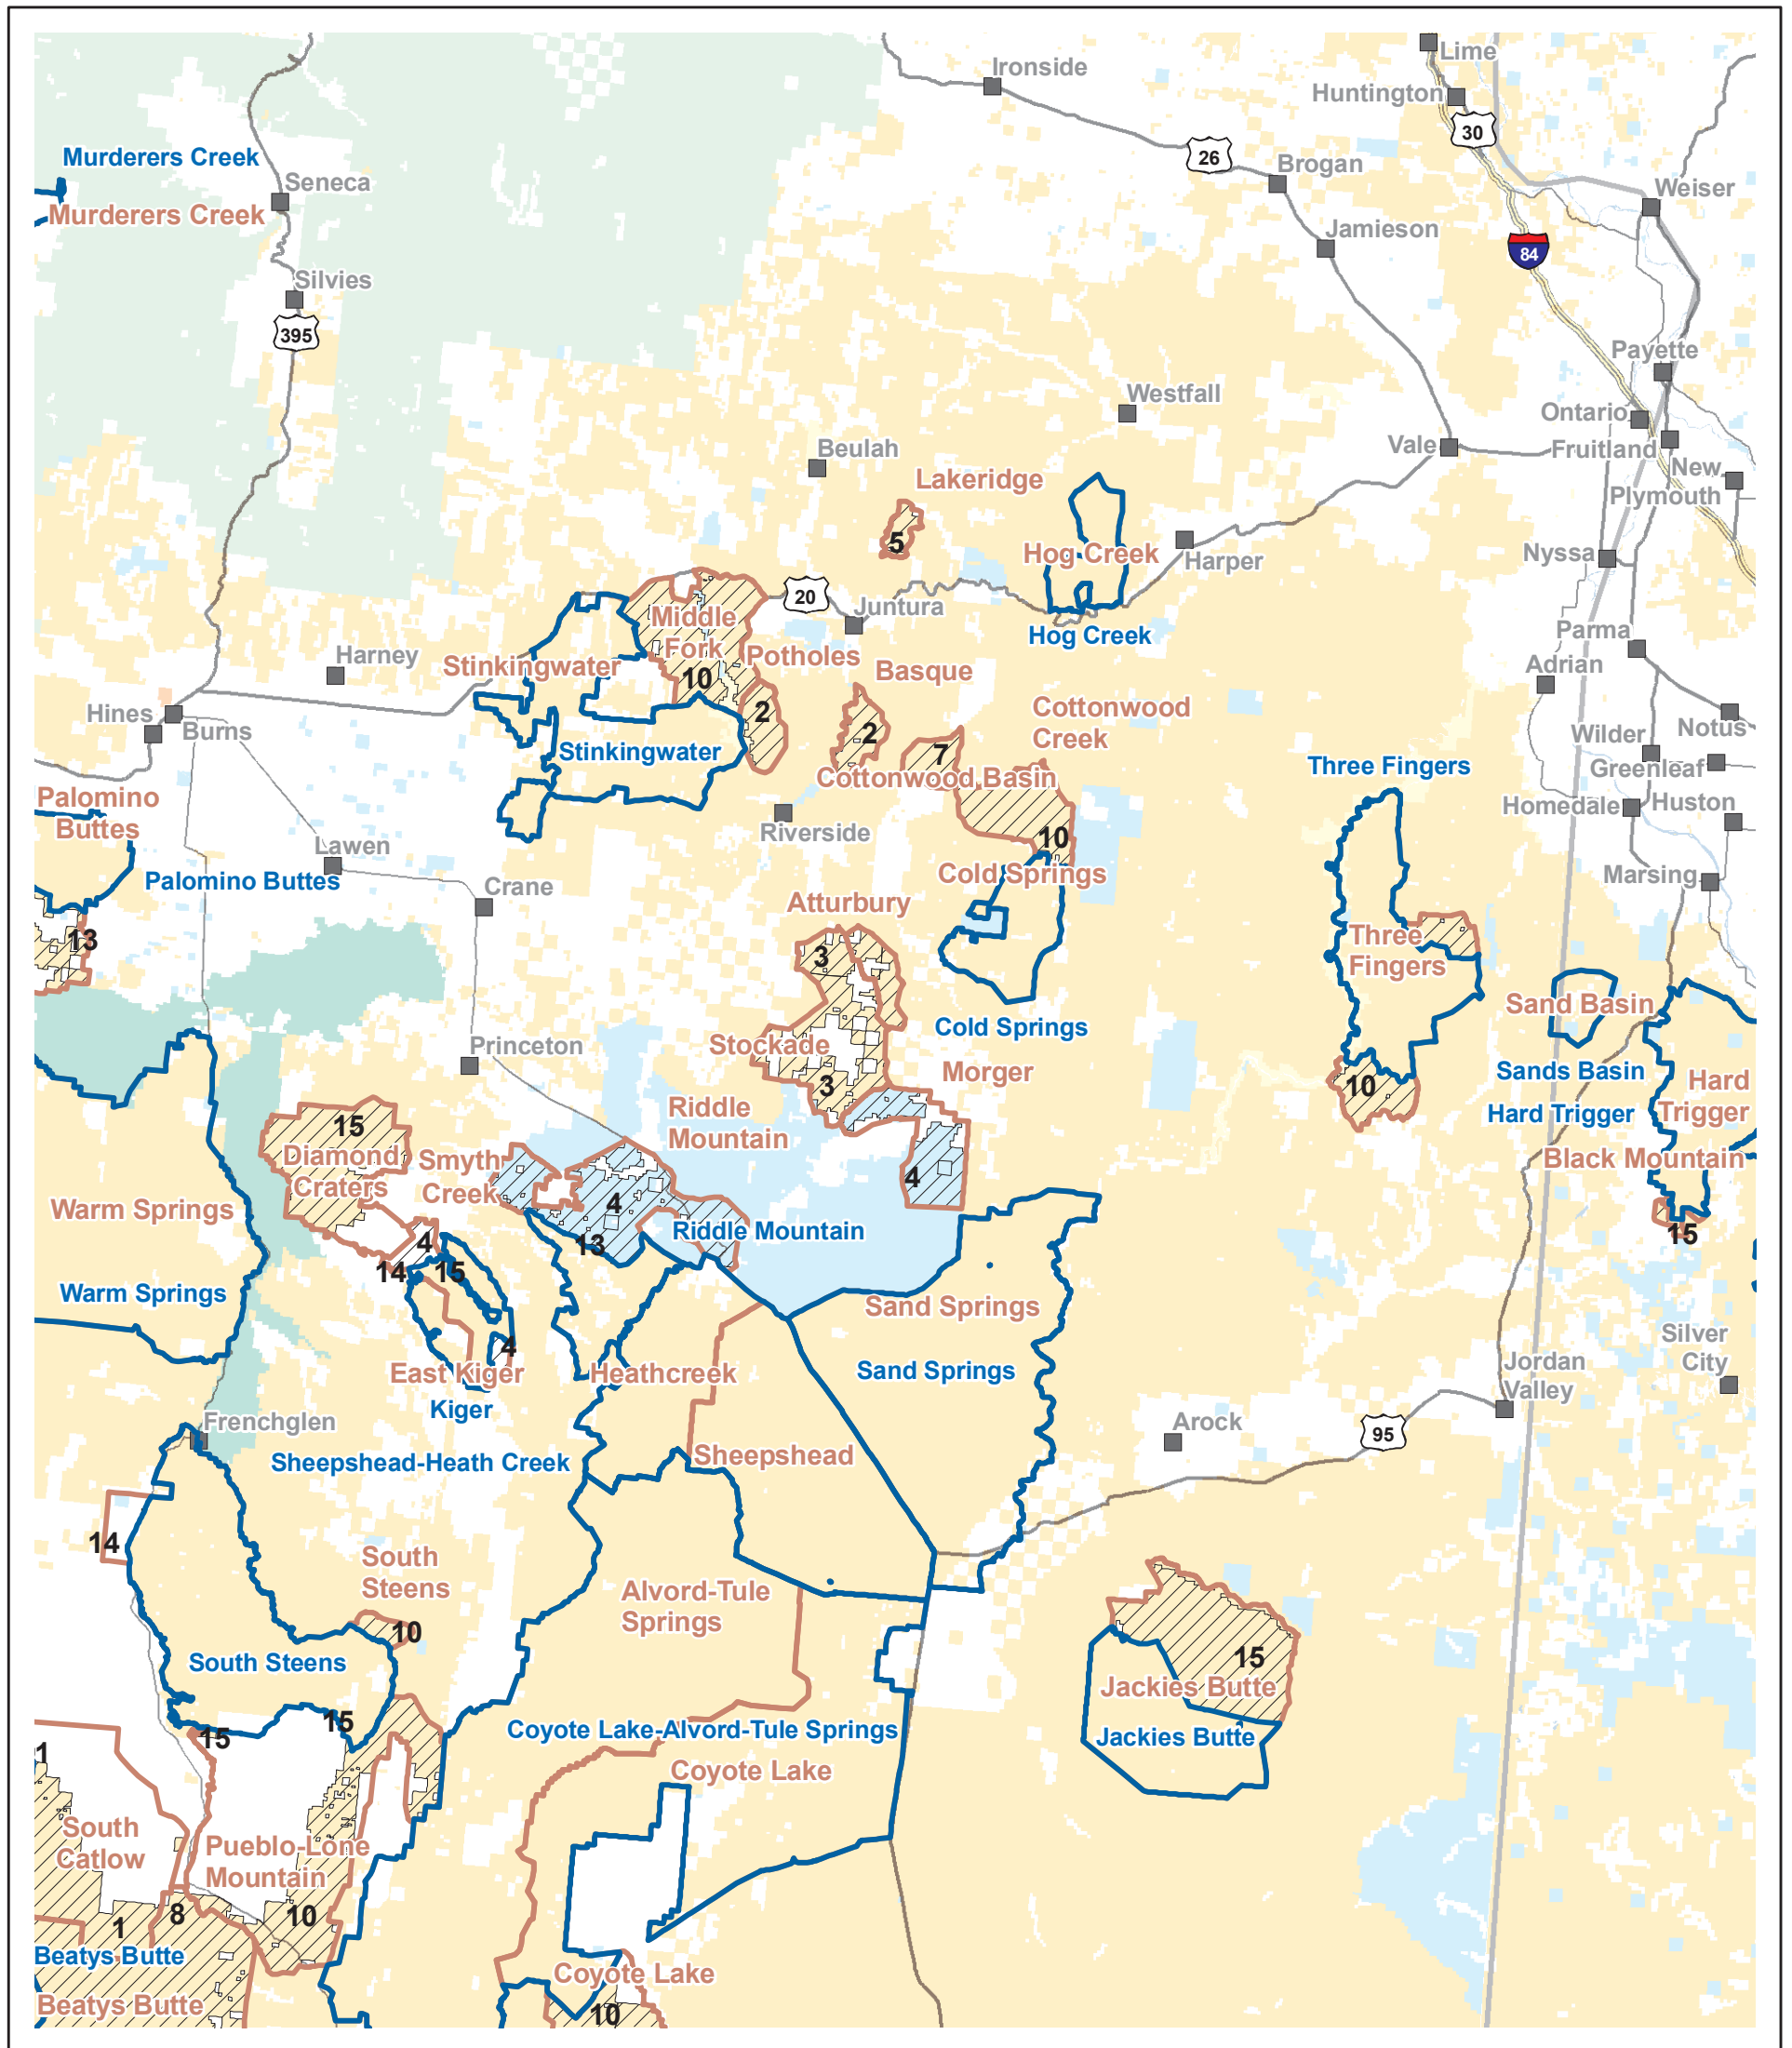 Lime
Ironside
Huntington
30
26
Brogan
Murderers Creek
Seneca
Weiser
Murderers Creek
Jamieson
84
Silvies
395
Payette
Westfall
Ontario
Vale
Fruitland
Beulah
New
Plymouth
Lakeridge
5
Hog Creek
Harper
Nyssa
20
Juntura
Middle
Fork
10
Hog Creek
Parma
Harney
Stinkingwater
Potholes
Basque
Adrian
2
2
Cottonwood
Creek
Hines
Burns
Notus
Wilder
Stinkingwater
7
Greenleaf
Three Fingers
Cottonwood Basin
Palomino
Buttes
Homedale
Huston
Riverside
10
Lawen
Cold Springs
Marsing
Palomino Buttes
Crane
Atturbury
13
3
Three
Fingers
Sand Basin
Cold Springs
Princeton
Stockade
3
Morger
Sands Basin
10
Hard
Trigger
Riddle
Mountain
Hard Trigger
15
Diamond
Craters
Smyth
Creek
Black Mountain
4
4
Warm Springs
Riddle Mountain
15
4
13
14
15
Warm Springs
Sand Springs
Silver
City
4
East Kiger
Heathcreek
Sand Springs
Jordan
Valley
Kiger
Frenchglen
Arock
95
Sheepshead-Heath Creek
Sheepshead
14
South
Steens
Alvord-Tule
Springs
10
South Steens
15
Jackies Butte
15
15
Coyote Lake-Alvord-Tule Springs
Jackies Butte
1
Coyote Lake
South
Catlow
Pueblo-Lone
Mountain
1
8
10
Beatys Butte
Coyote Lake
Beatys Butte
10